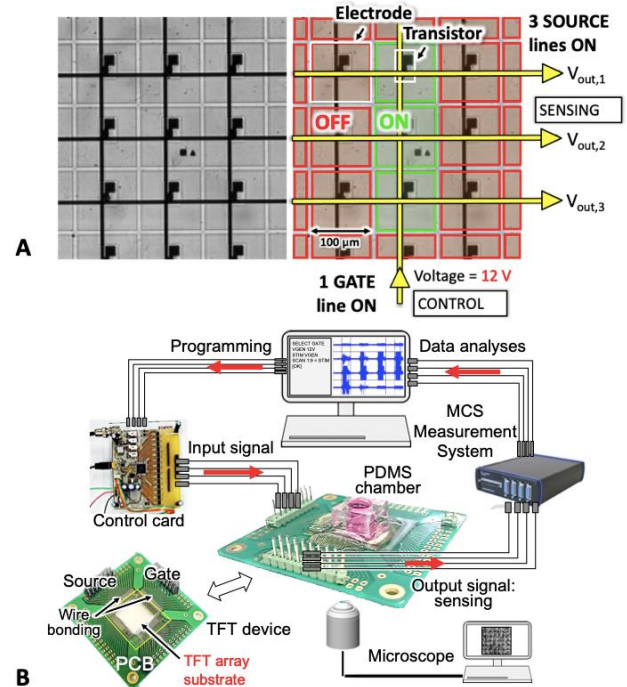 Electrode
Transistor
3 SOURCE
lines ON
Vout,1
SENSING
OFF
ON
Vout,2
Vout,3
100 μm
A
1 GATE
line ON
Voltage = 12 V
CONTROL
Programming
SELECT GATE
VGEN 12V
STIM VGEN
SCAN 1:9 = STIM
[OK]
Data analyses
Input signal
MCS
Measurement
System
PDMS
chamber
Control card
Source
Gate
Wire
bonding
TFT device
Output signal:
sensing
PCB
TFT array
substrate
Microscope
B